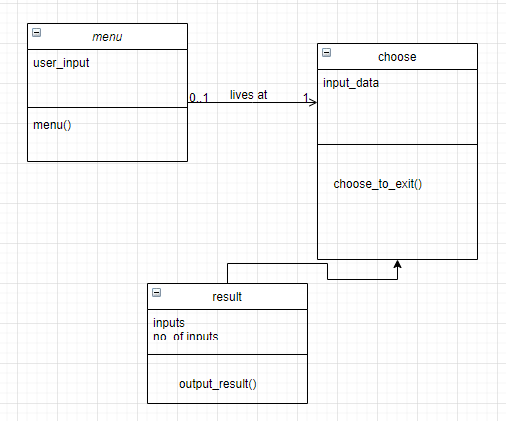 menu
user_input
menu()
0..1
lives at
1
choose
input_data
choose_to_exit()
result
inputs
no_of inputs
output_result()